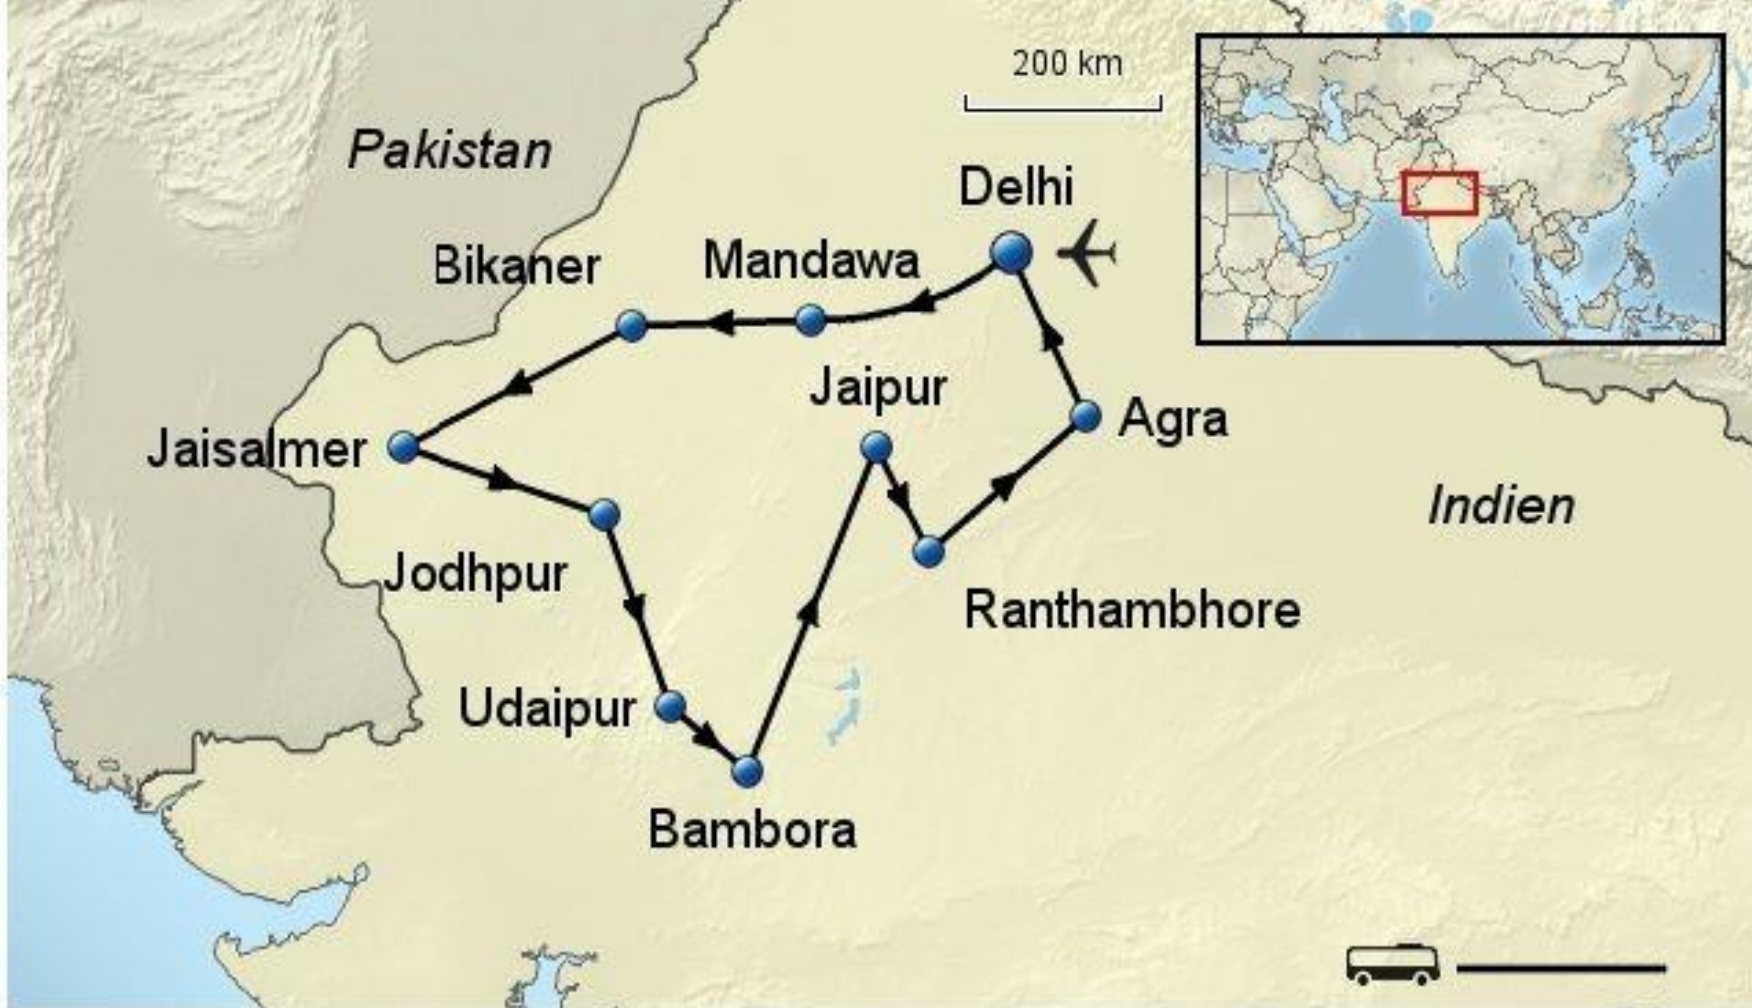 200 km
Pakistan
Delhi
Bikaner
Mandawa
Jaipur
Agra
Jaisalmer
Indien
Jodhpur
Ranthambhore
Udaipur
Bambora